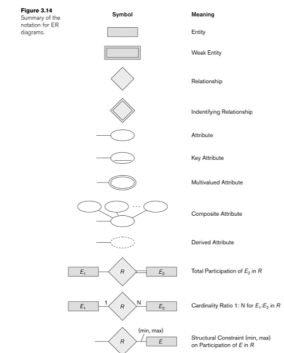 Figure 3.14
Summary of the
notation for ER
diagrams.
Symbol Meaning
Entity
Weak Entity
Relationship
Indentifying Relationship
Attribute
Key Attribute
Multivalued Attribute
. . .
Composite Attribute
Derived Attribute
E₁ R E₂ Total Participation of E₂ in R
E₁ 1 R N E₂ Cardinality Ratio 1: N for E₁:E₂ in R
R (min, max) E Structural Constraint (min, max)
on Participation of E in R